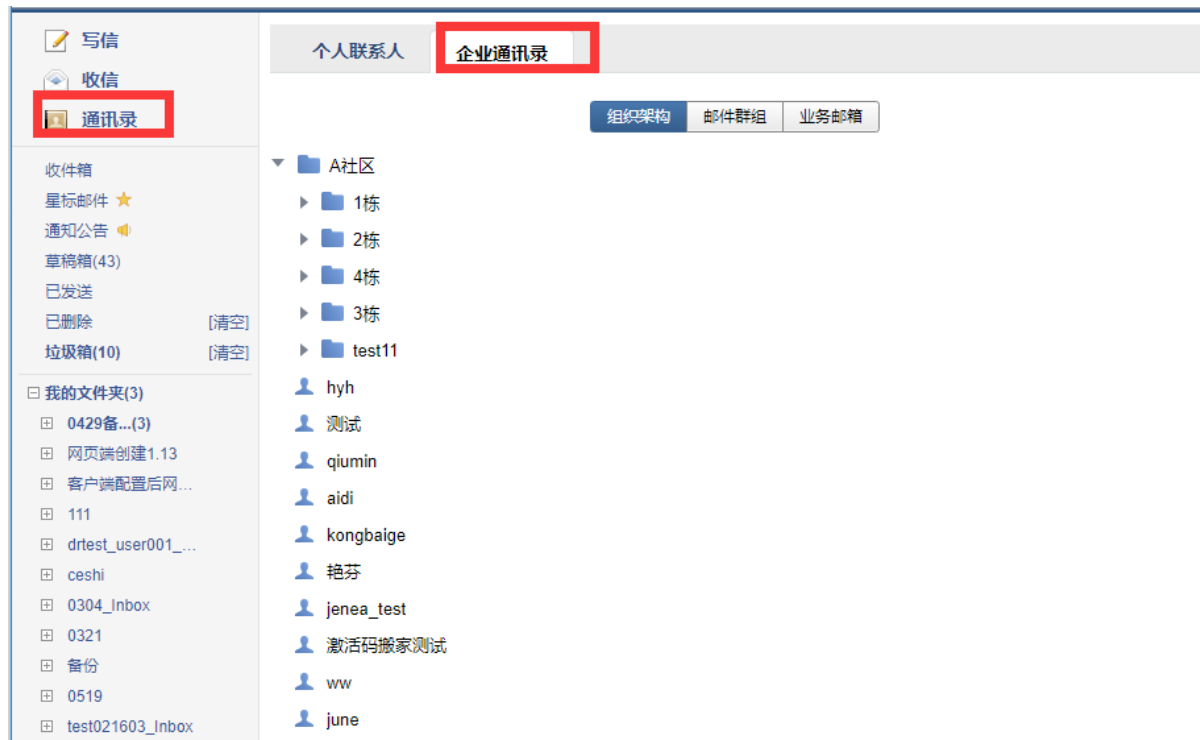 写信
收信
通讯录
收件箱
星标邮件
通知公告
草稿箱(43)
已发送
已删除 [清空]
垃圾箱(10) [清空]
我的文件夹(3)
0429备...(3)
网页端创建1.13
客户端配置后网...
111
drtest_user001_...
ceshi
0304_Inbox
0321
备份
0519
test021603_Inbox
个人联系人 企业通讯录
组织架构 邮件群组 业务邮箱
A社区
1栋
2栋
4栋
3栋
test11
hyh
测试
qiumin
aidi
kongbaige
艳芬
jenea_test
激活码搬家测试
ww
june